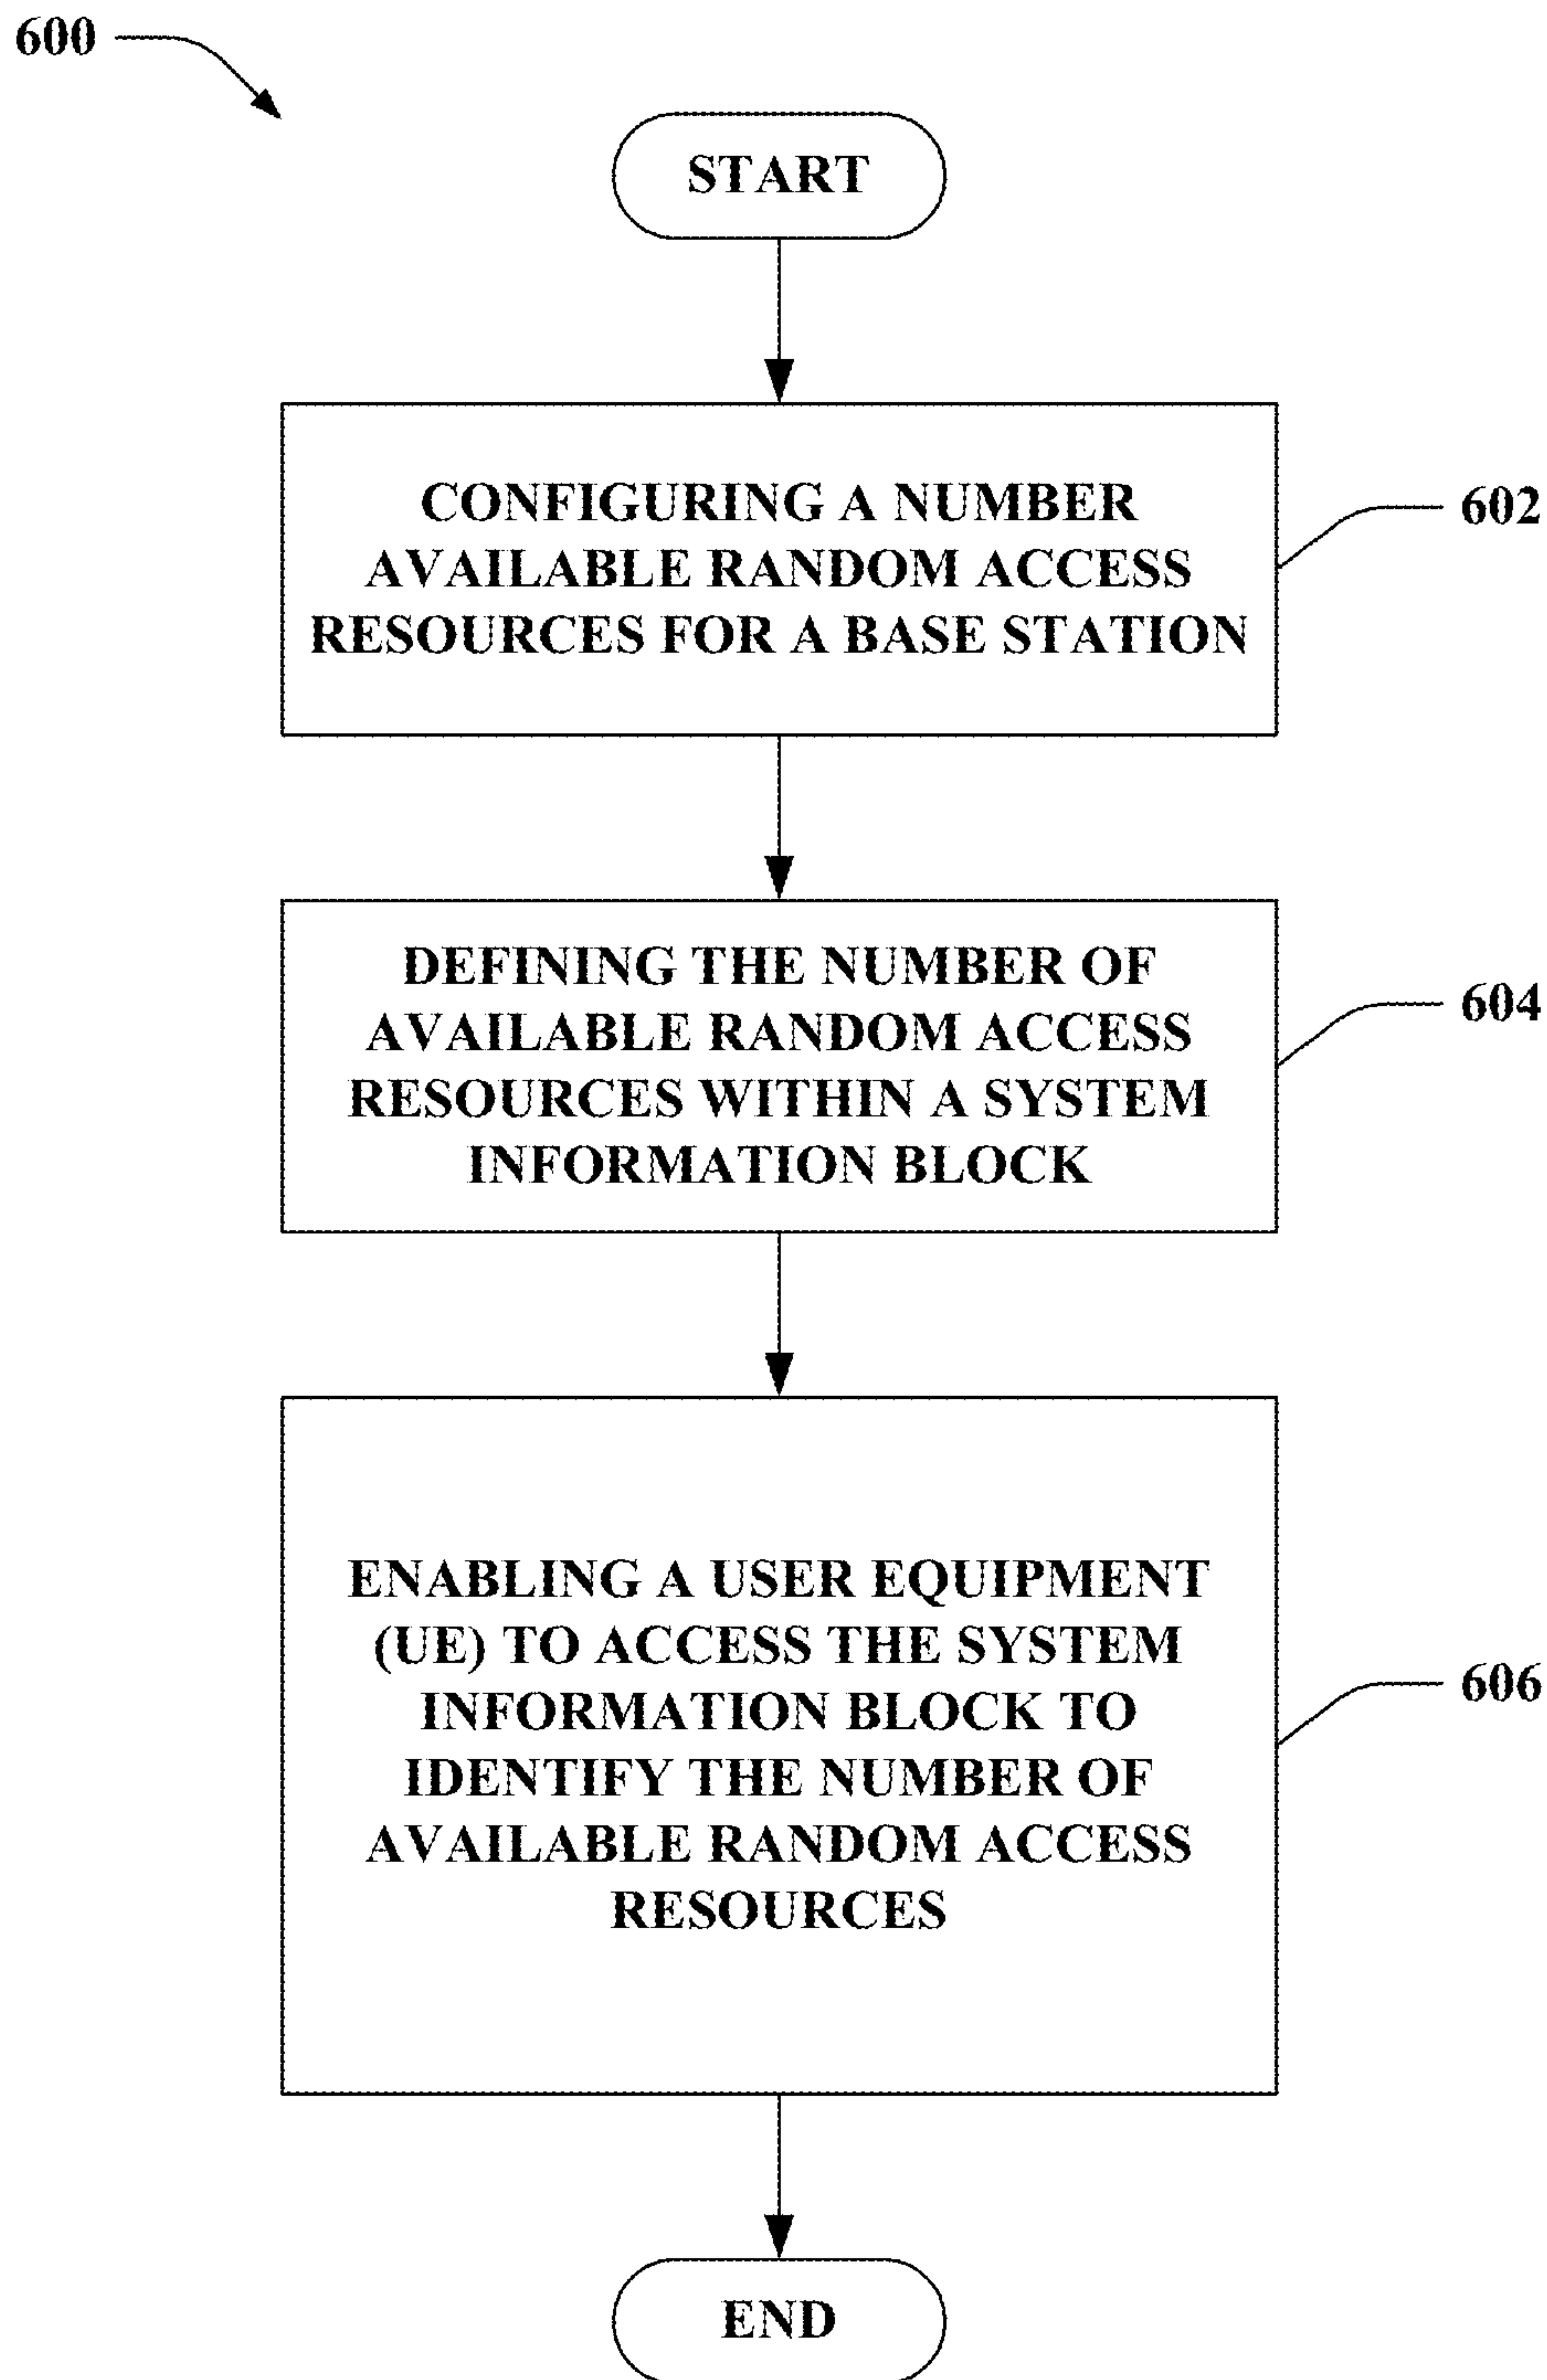 600
START
CONFIGURING A NUMBER
AVAILABLE RANDOM ACCESS
RESOURCES FOR A BASE STATION
602
DEFINING THE NUMBER OF
AVAILABLE RANDOM ACCESS
RESOURCES WITHIN A SYSTEM
INFORMATION BLOCK
604
ENABLING A USER EQUIPMENT
(UE) TO ACCESS THE SYSTEM
INFORMATION BLOCK TO
IDENTIFY THE NUMBER OF
AVAILABLE RANDOM ACCESS
RESOURCES
606
END